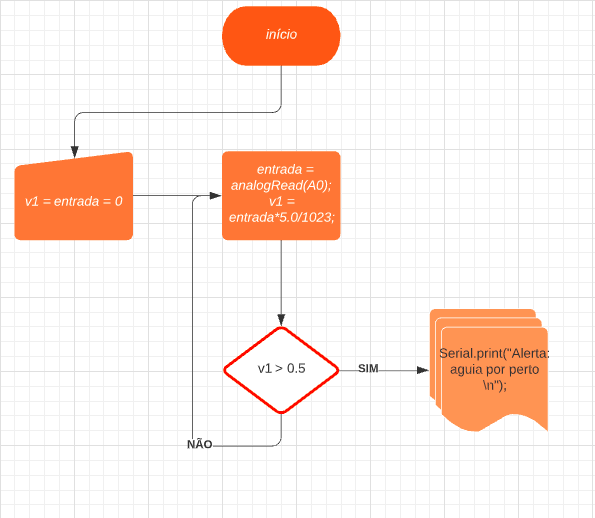 início
v1 = entrada = 0
entrada =
analogRead(A0);
v1 =
entrada*5.0/1023;
v1 > 0.5
SIM
Serial.print("Alerta:
aguia por perto
\n");
NÃO